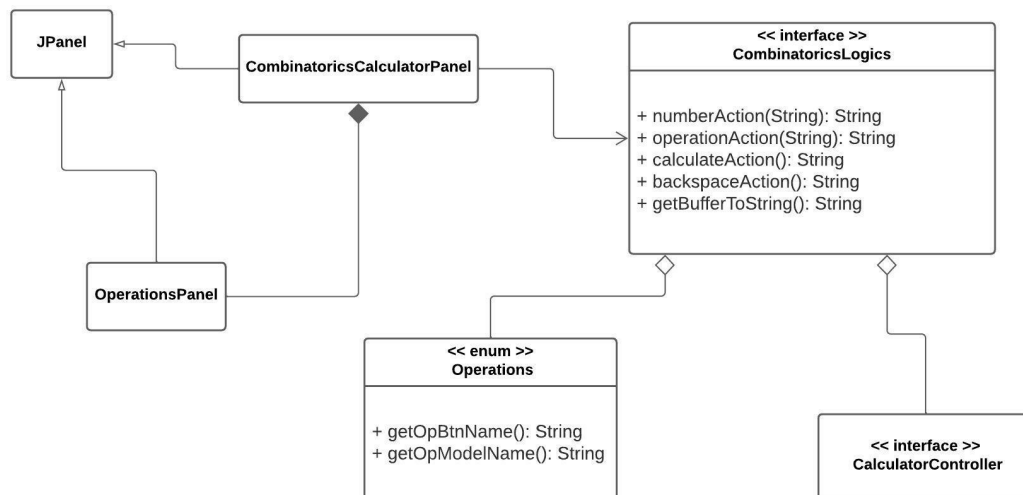 JPanel
CombinatoricsCalculatorPanel
<< interface >>
CombinatoricsLogics
+ numberAction(String): String
+ operationAction(String): String
+ calculateAction(): String
+ backspaceAction(): String
+ getBufferToString(): String
OperationsPanel
<< enum >>
Operations
+ getOpBtnName(): String
+ getOpModelName(): String
<< interface >>
CalculatorController